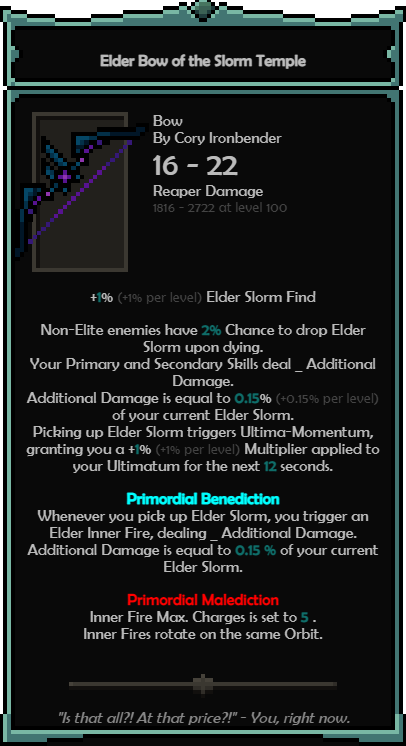 Elder Bow of the Slorm Temple
Bow
By Cory Ironbender
16 - 22
Reaper Damage
1816 - 2722 at level 100
+1% (+1% per level) Elder Slorm Find
Non-Elite enemies have 2% Chance to drop Elder
Slorm upon dying.
Your Primary and Secondary Skills deal _ Additional
Damage.
Additional Damage is equal to 0.15% (+0.15% per level)
of your current Elder Slorm.
Picking up Elder Slorm triggers Ultima-Momentum,
granting you a +1% (+1% per level) Multiplier applied to
your Ultimatum for the next 12 seconds.
Primordial Benediction
Whenever you pick up Elder Slorm, you trigger an
Elder Inner Fire, dealing _ Additional Damage.
Additional Damage is equal to 0.15 % of your current
Elder Slorm.
Primordial Malediction
Inner Fire Max. Charges is set to 5 .
Inner Fires rotate on the same Orbit.
"Is that all?! At that price?!" - You, right now.